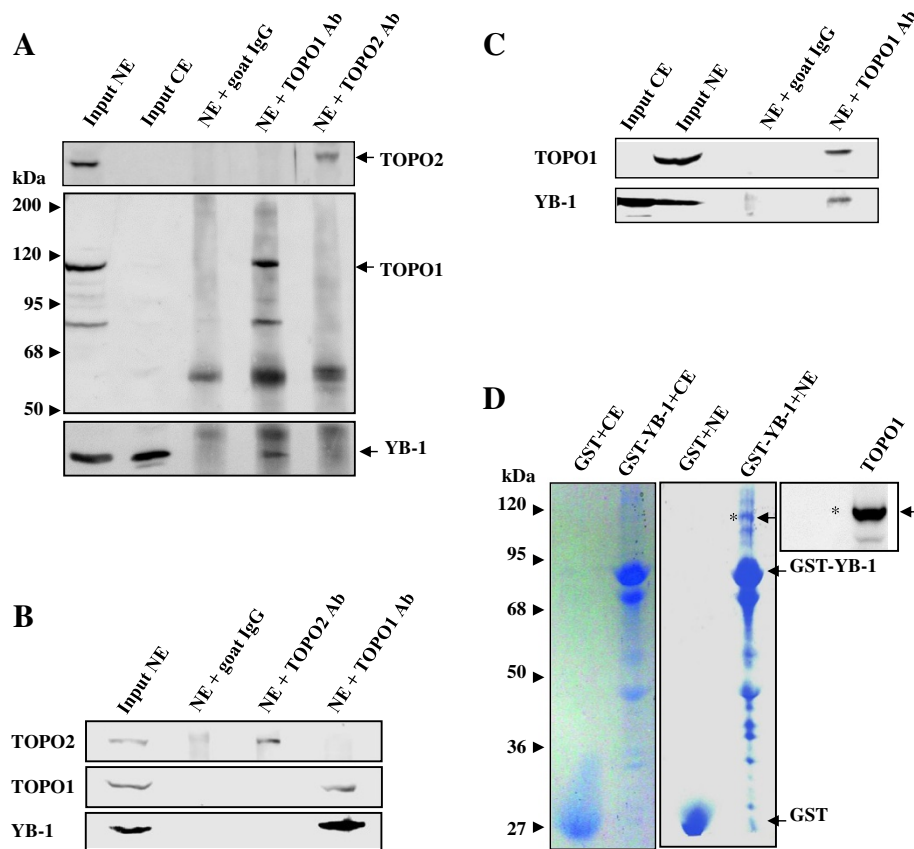 A
Input NE
Input CE
NE + goat IgG
NE + TOPO1 Ab
NE + TOPO2 Ab
TOPO2
kDa
200
120
TOPO1
95
68
50
YB-1
B
Input NE
NE + goat IgG
NE + TOPO2 Ab
NE + TOPO1 Ab
TOPO2
TOPO1
YB-1
C
Input CE
Input NE
NE + goat IgG
NE + TOPO1 Ab
TOPO1
YB-1
D
GST+CE
GST-YB-1+CE
GST+NE
GST-YB-1+NE
TOPO1
kDa
120
*
*
95
GST-YB-1
68
50
36
27
GST